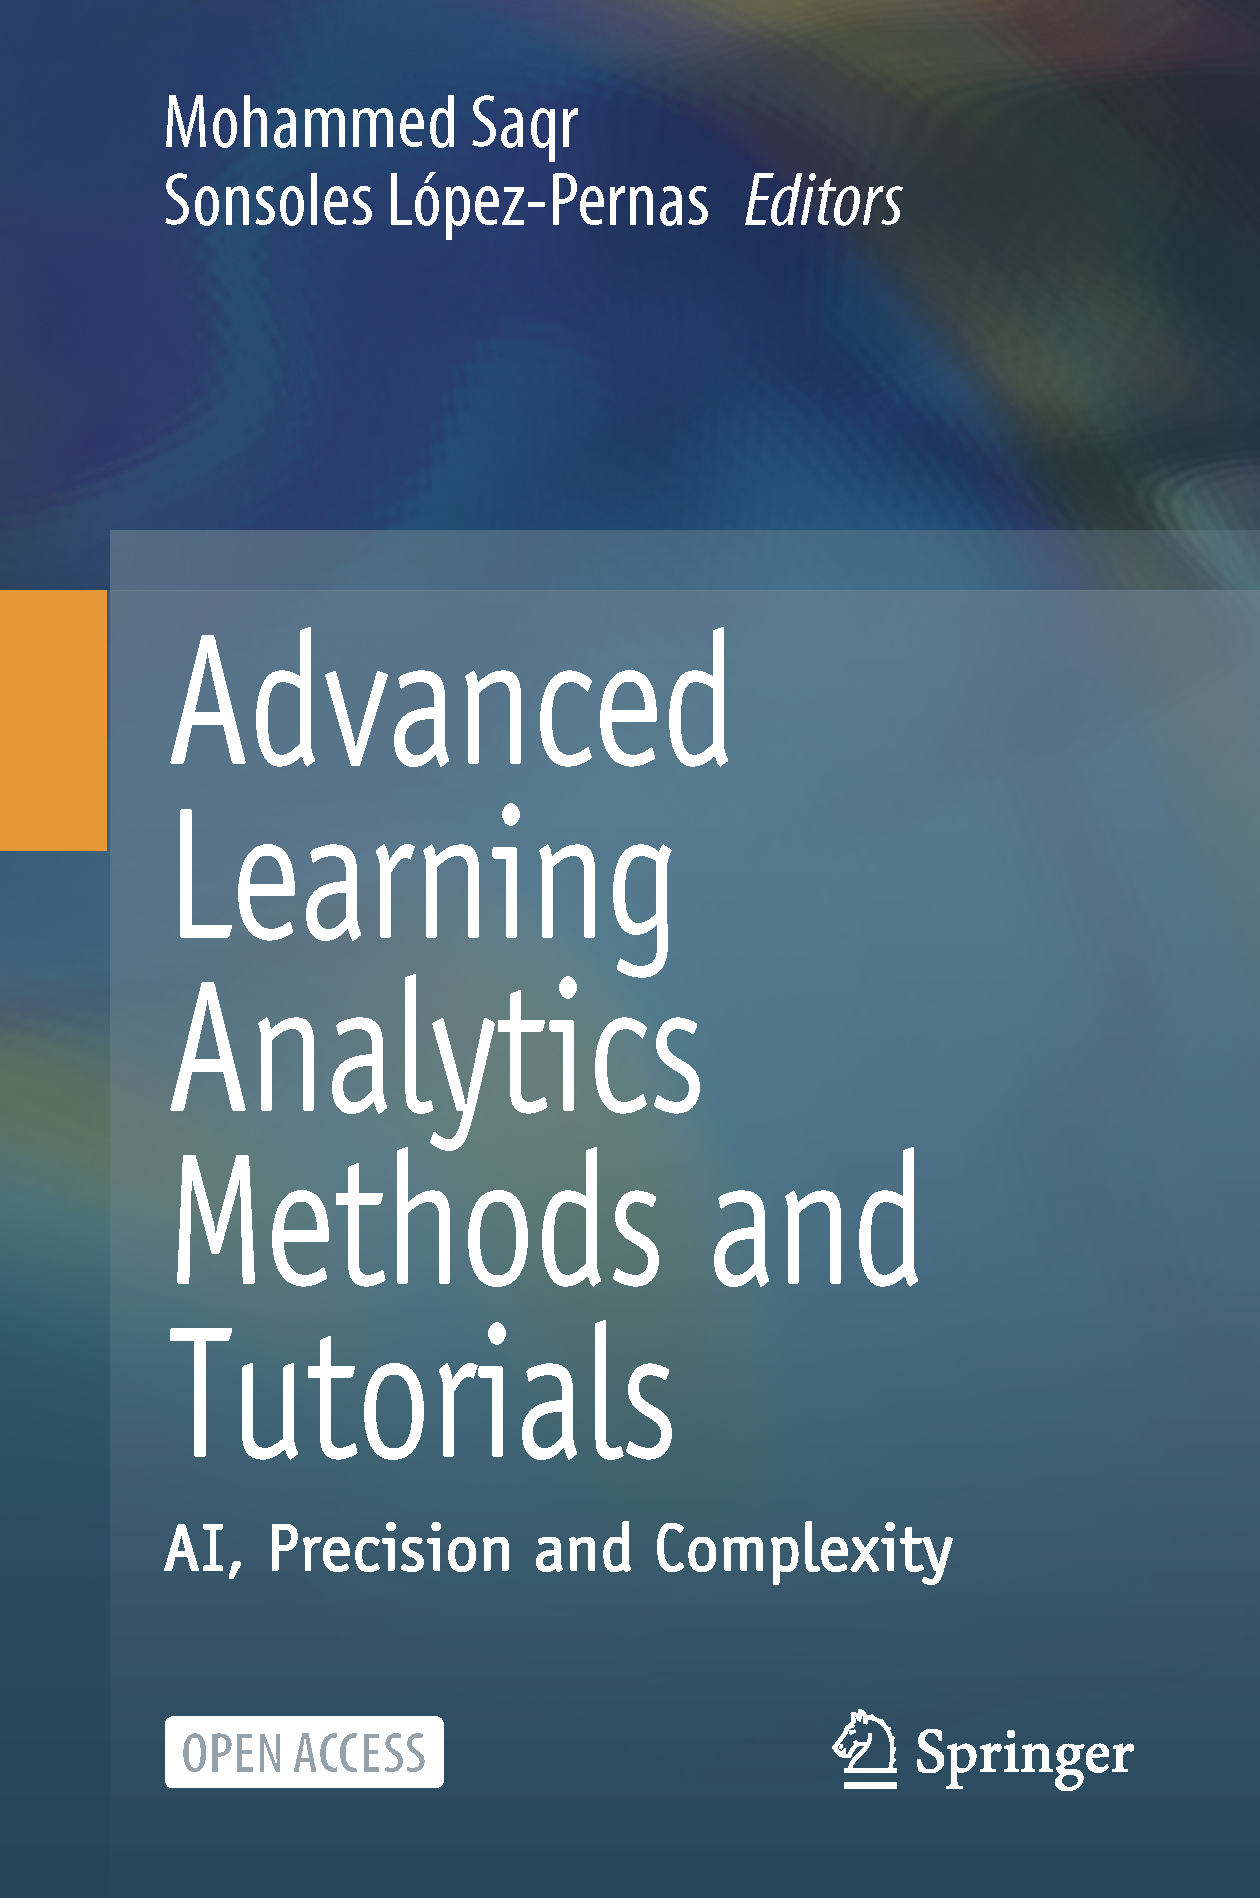 Mohammed Saqr
Sonsoles López-Pernas Editors
Advanced
Learning
Analytics
Methods and
Tutorials
AI, Precision and Complexity
OPEN ACCESS
Springer